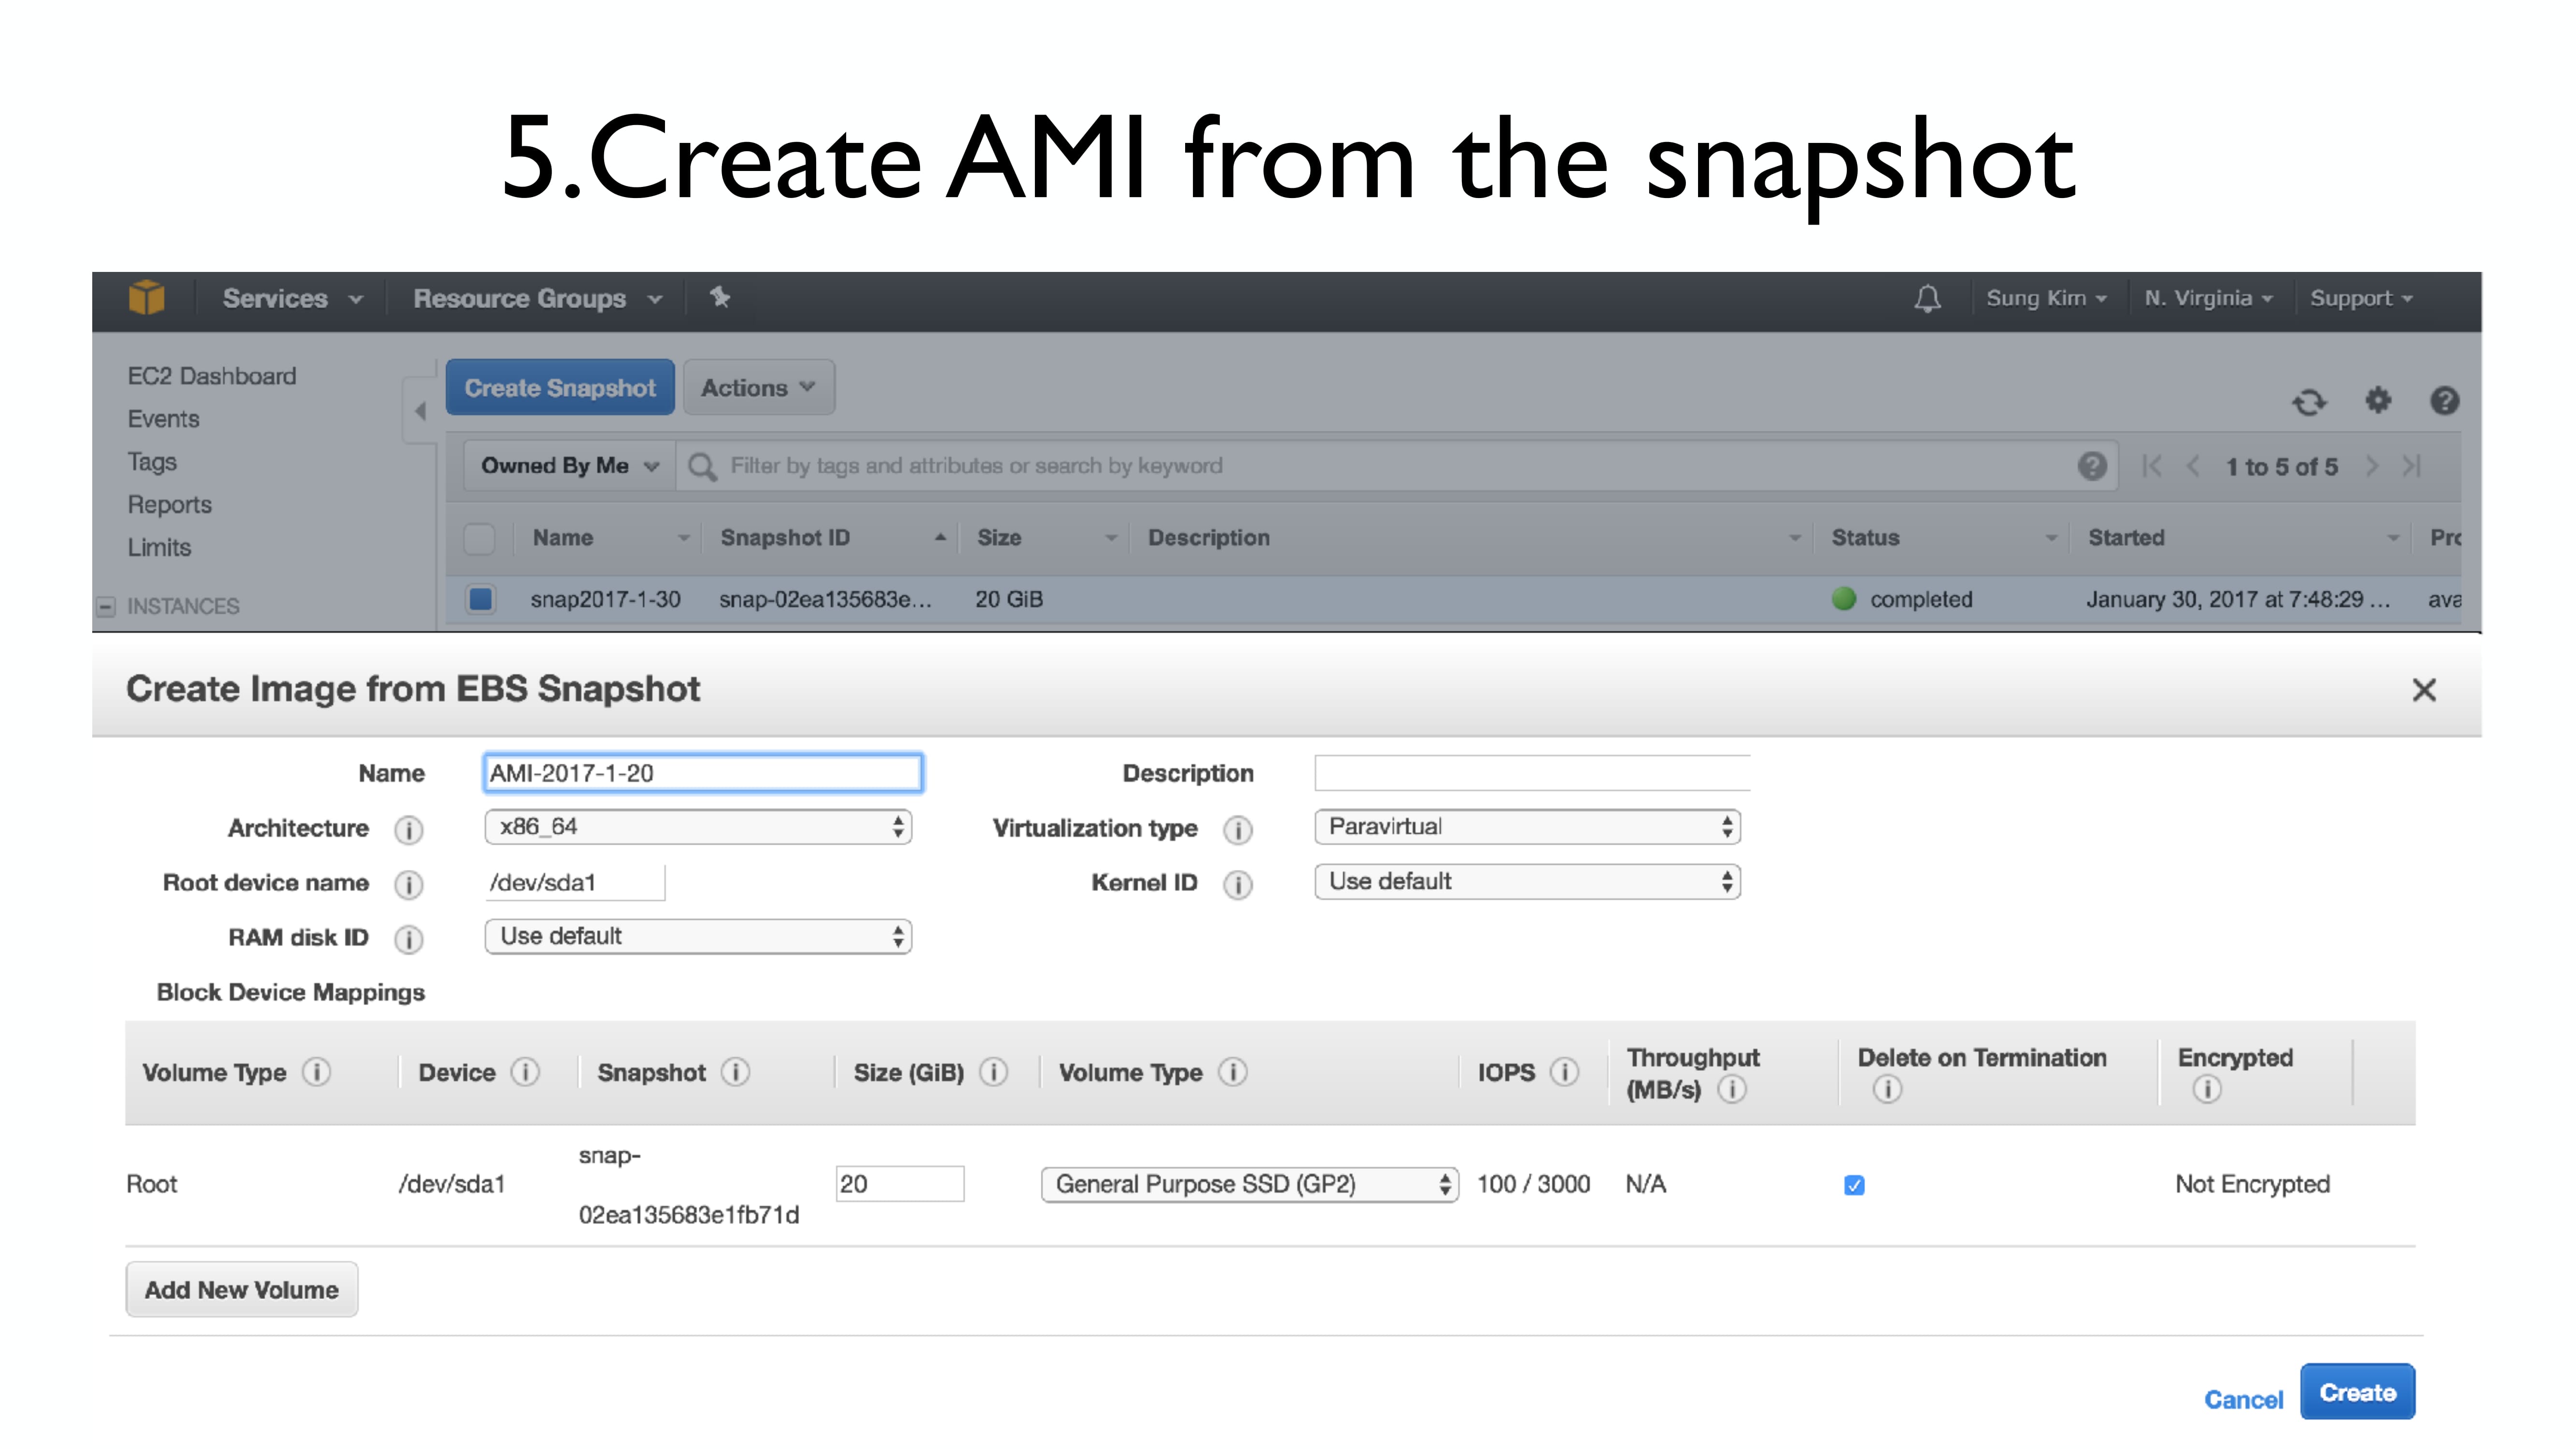 5.Create AMI from the snapshot
Services Resource Groups Sung Kim N. Virginia Support
EC2 Dashboard
Events
Tags
Reports
Limits
INSTANCES
Create Snapshot Actions
Owned By Me Filter by tags and attributes or search by keyword 1 to 5 of 5
Name Snapshot ID Size Description Status Started
snap2017-1-30 snap-02ea135683e... 20 GiB completed January 30, 2017 at 7:48:29 ...
Create Image from EBS Snapshot
Name AMI-2017-1-20 Description
Architecture x86_64 Virtualization type Paravirtual
Root device name /dev/sda1 Kernel ID Use default
RAM disk ID Use default
Block Device Mappings
Volume Type Device Snapshot Size (GiB) Volume Type IOPS Throughput (MB/s) Delete on Termination Encrypted
Root /dev/sda1 snap-02ea135683e1fb71d 20 General Purpose SSD (GP2) 100 / 3000 N/A Not Encrypted
Add New Volume
Cancel Create